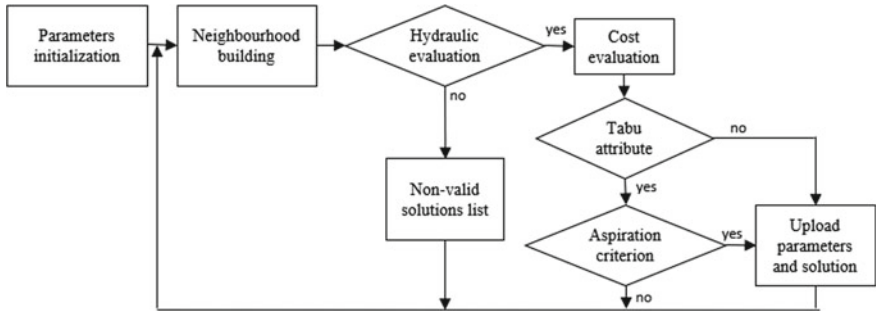 Parameters
initialization
Neighbourhood
building
Hydraulic
evaluation
yes
Cost
evaluation
no
Tabu
attribute
no
yes
Non-valid
solutions list
Aspiration
criterion
yes
Upload
parameters
and solution
no